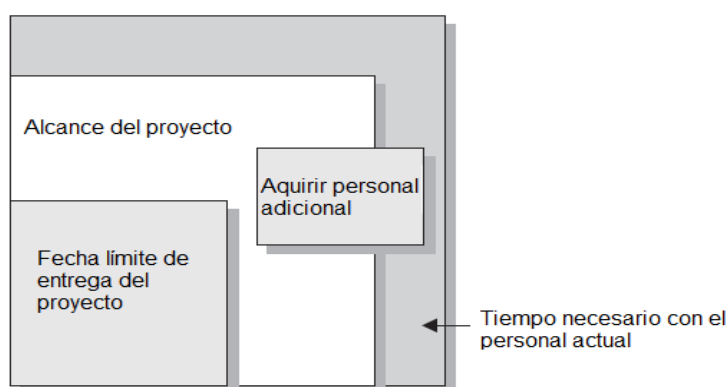 Alcance del proyecto
Aquirir personal
adicional
Fecha límite de
entrega del
proyecto
Tiempo necesario con el
personal actual